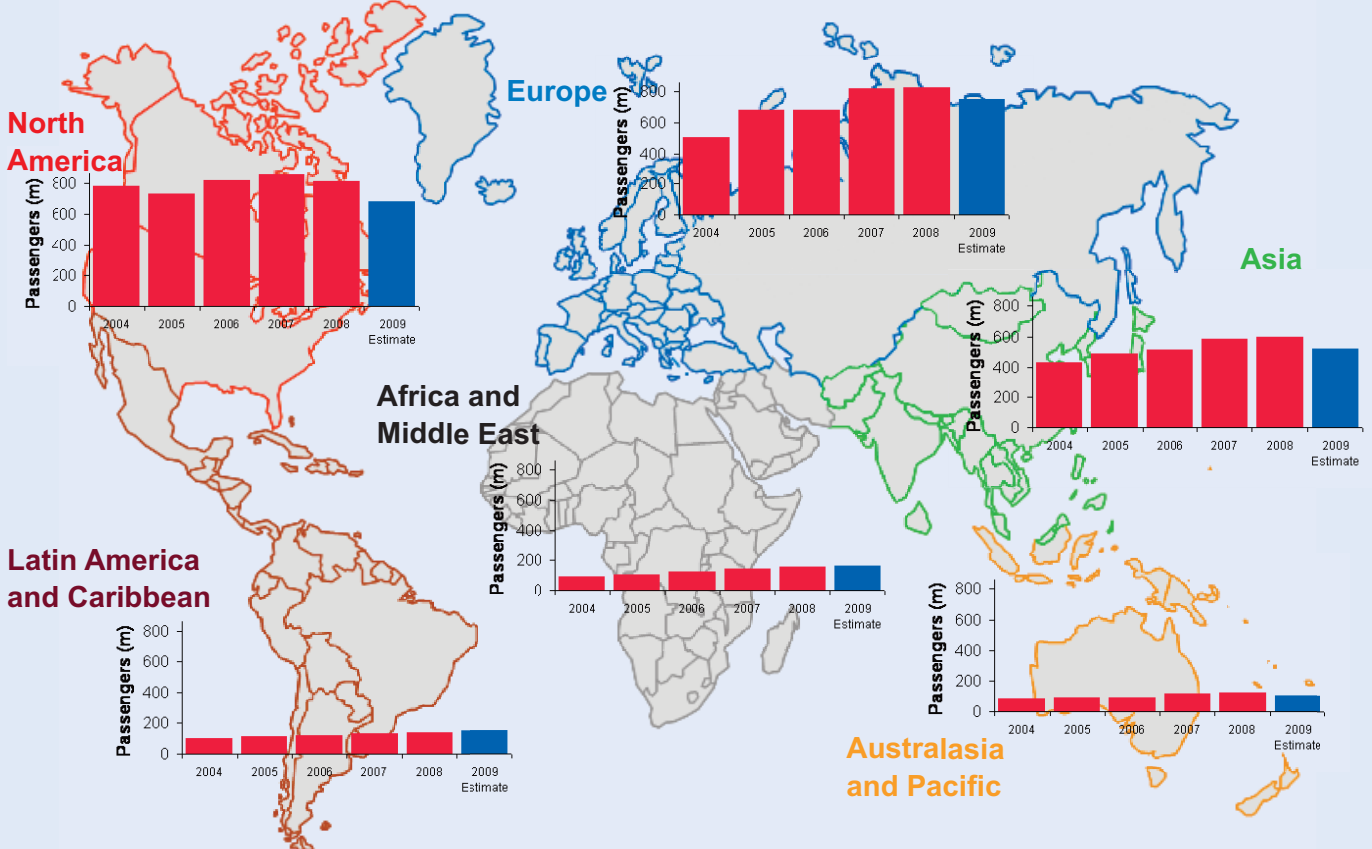 North
America
Passengers (m)
800
600
400
200
0
2004 2005 2006 2007 2008 2009
Estimate
Europe
Passengers (m)
800
600
400
200
0
2004 2005 2006 2007 2008 2009
Estimate
Asia
Passengers (m)
800
600
400
200
0
2004 2005 2006 2007 2008 2009
Estimate
Africa and
Middle East
Passengers (m)
800
600
400
200
0
2004 2005 2006 2007 2008 2009
Estimate
Latin America
and Caribbean
Passengers (m)
800
600
400
200
0
2004 2005 2006 2007 2008 2009
Estimate
Passengers (m)
800
600
400
200
0
2004 2005 2006 2007 2008 2009
Estimate
Australasia
and Pacific